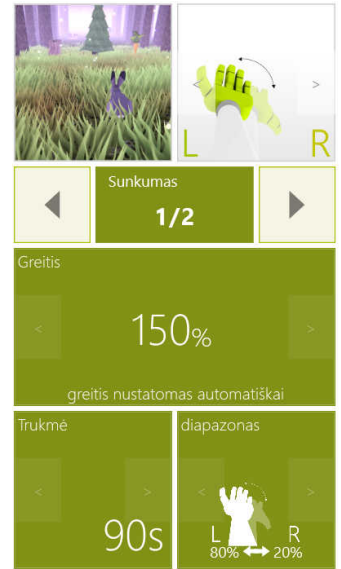 L R
Sunkumas
1/2
Greitis
< 150% >
greitis nustatomas automatiškai
Trukmė
< >
90s
diapazonas
< >
L R
80% 20%